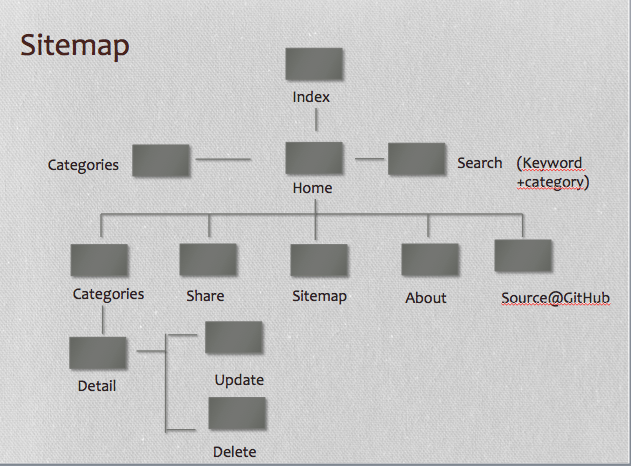 Sitemap
Index
Categories
Search (Keyword
+category)
Home
Categories
Share
Sitemap
About
Source@GitHub
Detail
Update
Delete